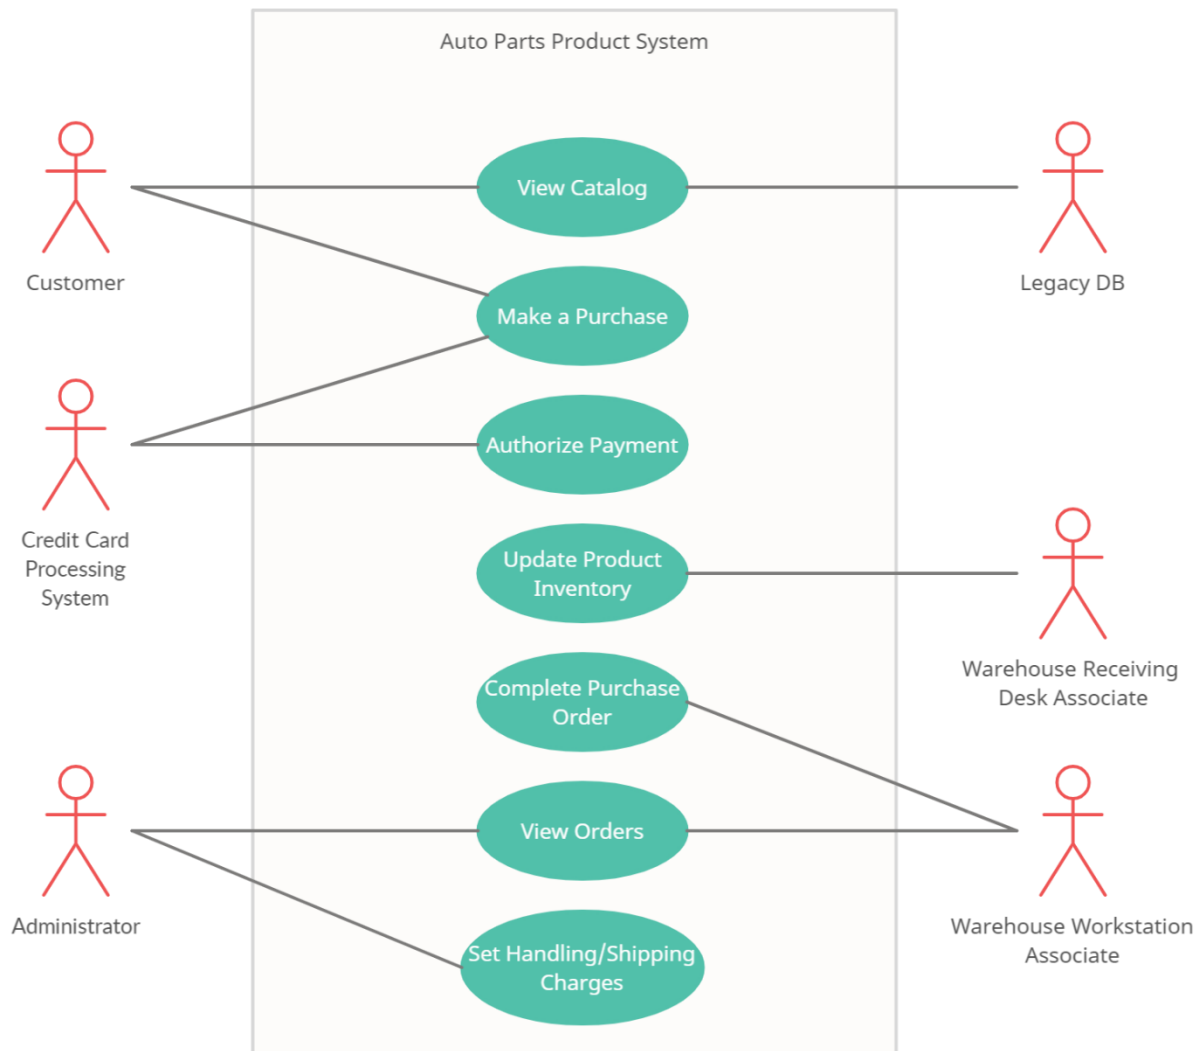 Auto Parts Product System
View Catalog
Customer
Legacy DB
Make a Purchase
Authorize Payment
Credit Card
Processing
System
Update Product
Inventory
Warehouse Receiving
Desk Associate
Complete Purchase
Order
View Orders
Administrator
Warehouse Workstation
Associate
Set Handling/Shipping
Charges